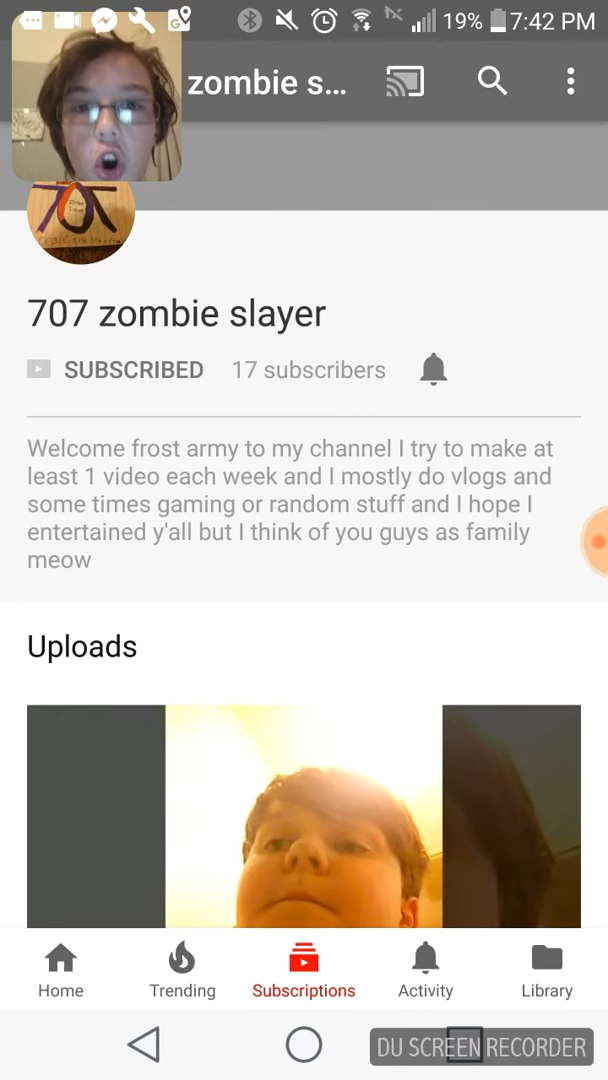 19% 7:42 PM
zombie s...
707 zombie slayer
SUBSCRIBED 17 subscribers
Welcome frost army to my channel I try to make at
least 1 video each week and I mostly do vlogs and
some times gaming or random stuff and I hope I
entertained y'all but I think of you guys as family
meow
Uploads
Home Trending Subscriptions Activity Library
DU SCREEN RECORDER